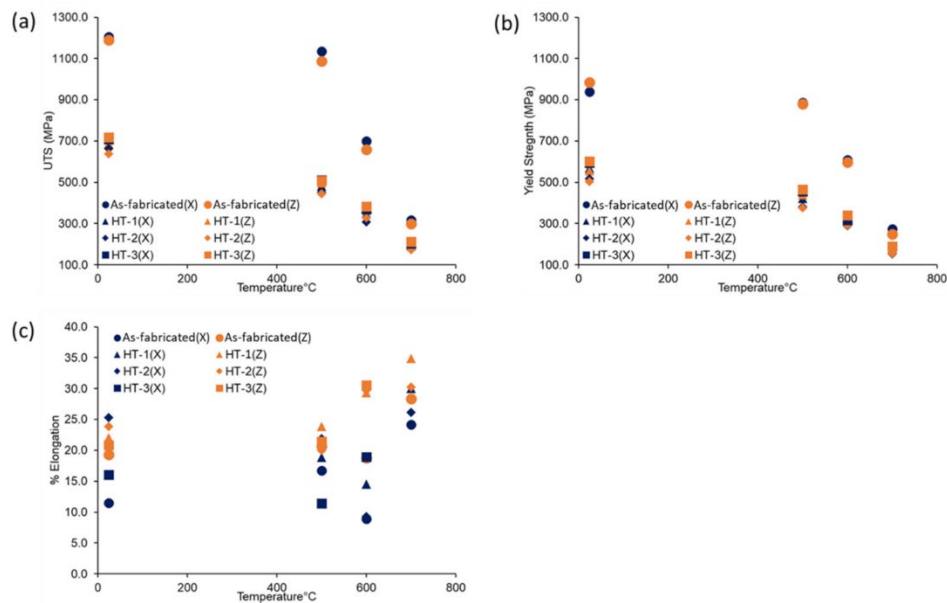 (a)
1300.0
1100.0
900.0
700.0
500.0
300.0
100.0
UTS (MPa)
As-fabricated(X) As-fabricated(Z)
HT-1(X) HT-1(Z)
HT-2(X) HT-2(Z)
HT-3(X) HT-3(Z)
0 200 400 600 800
Temperature°C
(b)
1300.0
1100.0
900.0
700.0
500.0
300.0
100.0
Yield Stregnth (MPa)
As-fabricated(X) As-fabricated(Z)
HT-1(X) HT-1(Z)
HT-2(X) HT-2(Z)
HT-3(X) HT-3(Z)
0 200 400 600 800
Temperature°C
(c)
40.0
35.0
30.0
25.0
20.0
15.0
10.0
5.0
0.0
% Elongation
As-fabricated(X) As-fabricated(Z)
HT-1(X) HT-1(Z)
HT-2(X) HT-2(Z)
HT-3(X) HT-3(Z)
0 200 400 600 800
Temperature°C